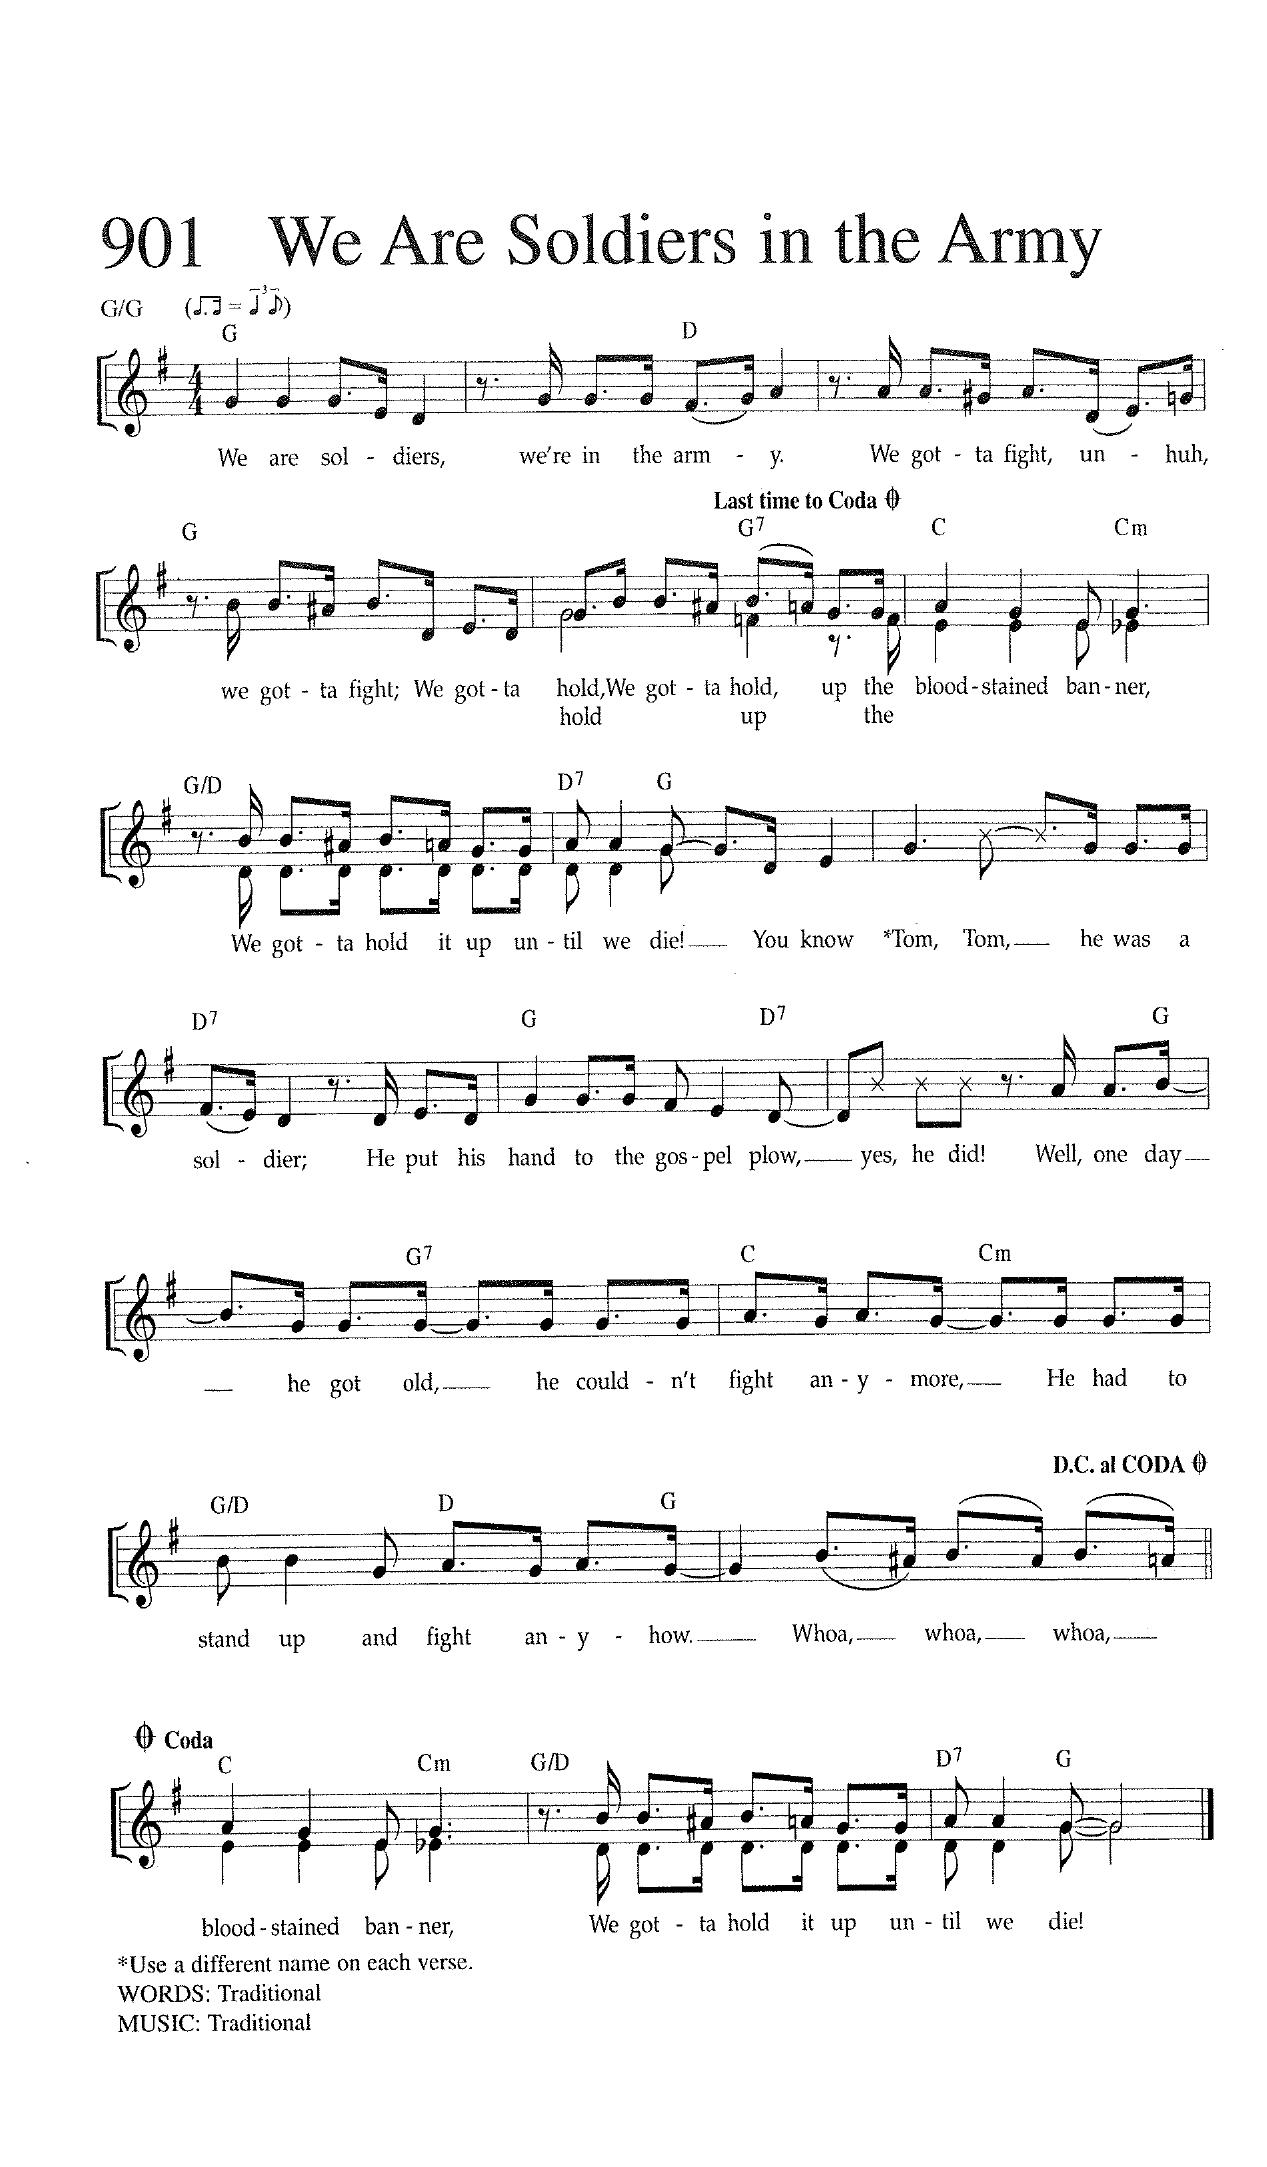 901 We Are Soldiers in the Army
G/G (♩.♪ = 3 ♩ ♪)
G D
4 4
We are sol - diers, we're in the arm - y. We got - ta fight, un - huh,
Last time to Coda
G G7 C Cm
we got - ta fight; We got - ta hold, We got - ta hold, up the blood - stained ban - ner,
hold up the
G/D D7 G
We got - ta hold it up un - til we die! You know *Tom, Tom, he was a
D7 G D7 G
sol - dier; He put his hand to the gos - pel plow, yes, he did! Well, one day
G7 C Cm
he got old, he could - n't fight an - y - more, He had to
D.C. al CODA
G/D D G
stand up and fight an - y - how. Whoa, whoa, whoa,
Coda
C Cm G/D D7 G
blood - stained ban - ner, We got - ta hold it up un - til we die!
*Use a different name on each verse.
WORDS: Traditional
MUSIC: Traditional